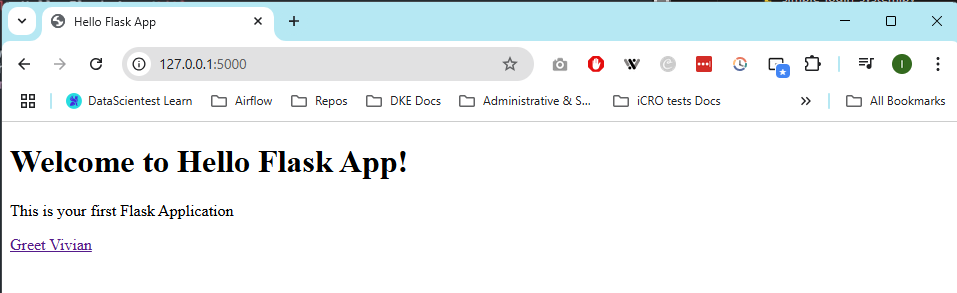 Hello Flask App
127.0.0.1:5000
DataScientest Learn Airflow Repos DKE Docs Administrative & S... iCRO tests Docs All Bookmarks
Welcome to Hello Flask App!
This is your first Flask Application
Greet Vivian